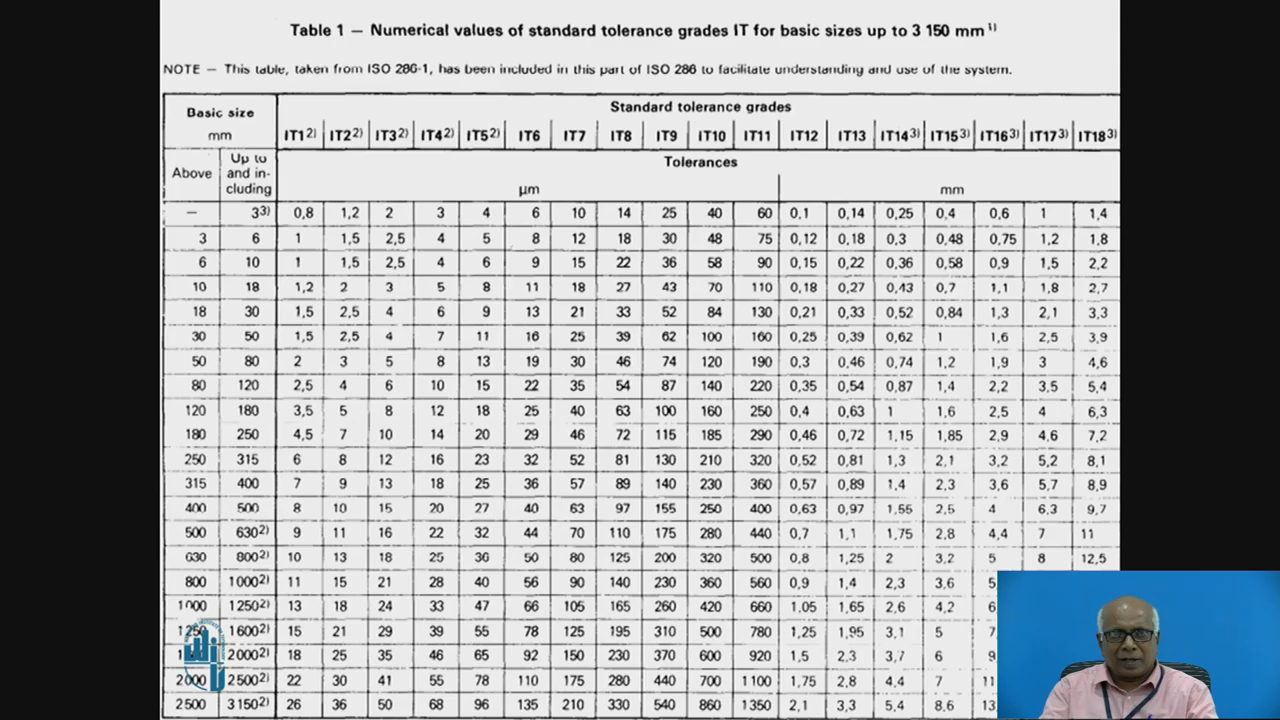 Table 1 — Numerical values of standard tolerance grades IT for basic sizes up to 3 150 mm 1)
NOTE — This table, taken from ISO 286-1, has been included in this part of ISO 286 to facilitate understanding and use of the system.
Basic size Standard tolerance grades
mm IT1 2) IT2 2) IT3 2) IT4 2) IT5 2) IT6 IT7 IT8 IT9 IT10 IT11 IT12 IT13 IT14 3) IT15 3) IT16 3) IT17 3) IT18 3)
Above Up to and in-cluding Tolerances
µm mm
— 3 3) 0,8 1,2 2 3 4 6 10 14 25 40 60 0,1 0,14 0,25 0,4 0,6 1 1,4
3 6 1 1,5 2,5 4 5 8 12 18 30 48 75 0,12 0,18 0,3 0,48 0,75 1,2 1,8
6 10 1 1,5 2,5 4 6 9 15 22 36 58 90 0,15 0,22 0,36 0,58 0,9 1,5 2,2
10 18 1,2 2 3 5 8 11 18 27 43 70 110 0,18 0,27 0,43 0,7 1,1 1,8 2,7
18 30 1,5 2,5 4 6 9 13 21 33 52 84 130 0,21 0,33 0,52 0,84 1,3 2,1 3,3
30 50 1,5 2,5 4 7 11 16 25 39 62 100 160 0,25 0,39 0,62 1 1,6 2,5 3,9
50 80 2 3 5 8 13 19 30 46 74 120 190 0,3 0,46 0,74 1,2 1,9 3 4,6
80 120 2,5 4 6 10 15 22 35 54 87 140 220 0,35 0,54 0,87 1,4 2,2 3,5 5,4
120 180 3,5 5 8 12 18 25 40 63 100 160 250 0,4 0,63 1 1,6 2,5 4 6,3
180 250 4,5 7 10 14 20 29 46 72 115 185 290 0,46 0,72 1,15 1,85 2,9 4,6 7,2
250 315 6 8 12 16 23 32 52 81 130 210 320 0,52 0,81 1,3 2,1 3,2 5,2 8,1
315 400 7 9 13 18 25 36 57 89 140 230 360 0,57 0,89 1,4 2,3 3,6 5,7 8,9
400 500 8 10 15 20 27 40 63 97 155 250 400 0,63 0,97 1,55 2,5 4 6,3 9,7
500 630 2) 9 11 16 22 32 44 70 110 175 280 440 0,7 1,1 1,75 2,8 4,4 7 11
630 800 2) 10 13 18 25 36 50 80 125 200 320 500 0,8 1,25 2 3,2 5 8 12,5
800 1000 2) 11 15 21 28 40 56 90 140 230 360 560 0,9 1,4 2,3 3,6
1000 1250 2) 13 18 24 33 47 66 105 165 260 420 660 1,05 1,65 2,6 4,2
1250 1600 2) 15 21 29 39 55 78 125 195 310 500 780 1,25 1,95 3,1 5
2000 2) 18 25 35 46 65 92 150 230 370 600 920 1,5 2,3 3,7 6
2000 2500 2) 22 30 41 55 78 110 175 280 440 700 1100 1,75 2,8 4,4 7
2500 3150 2) 26 36 50 68 96 135 210 330 540 860 1350 2,1 3,3 5,4 8,6